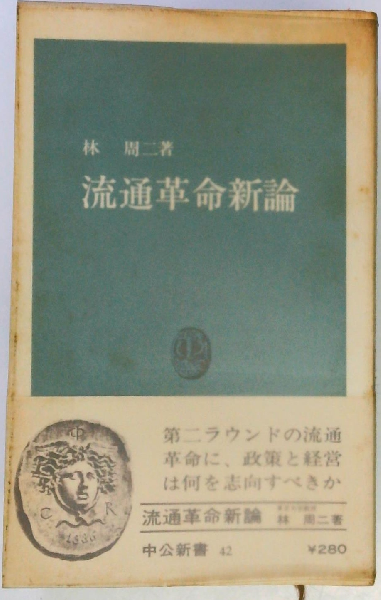 林 周二著
流通革命新論
第二ラウンドの流通
革命に、政策と経営
は何を志向すべきか
流通革命新論
林 周二著
中公新書 42
¥280
C R
1886